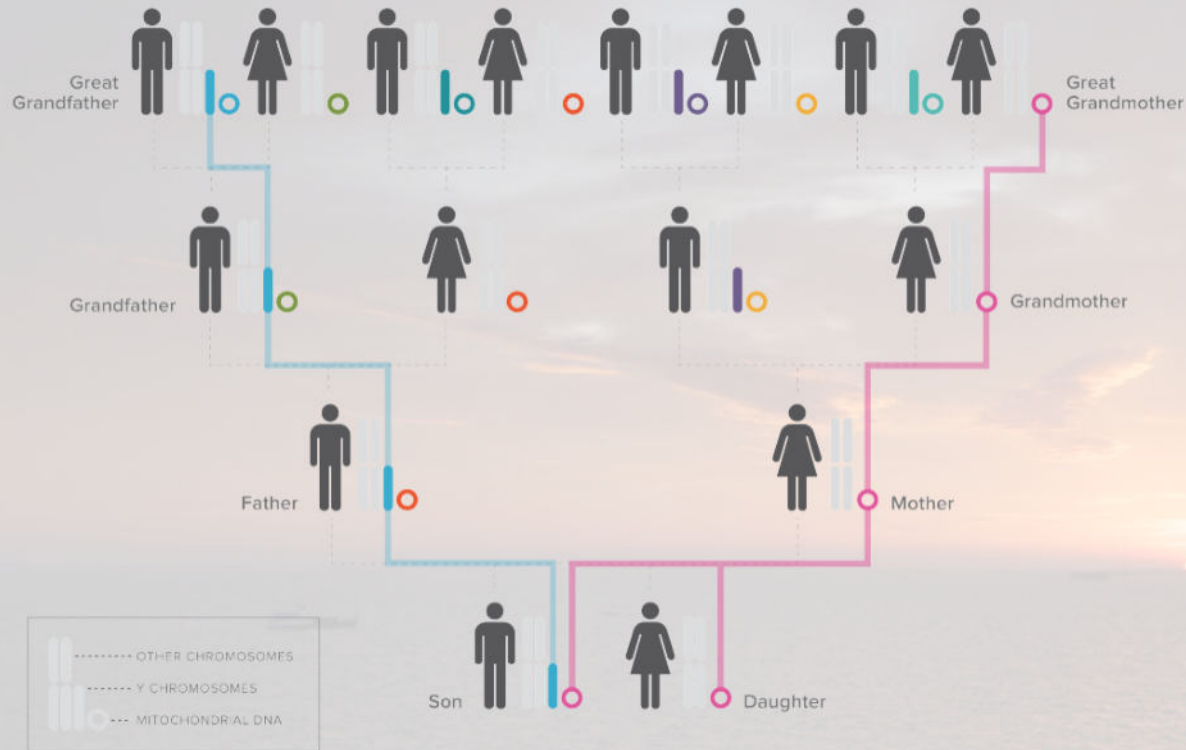 Great
Grandfather
Great
Grandmother
Grandfather
Grandmother
Father
Mother
Son
Daughter
OTHER CHROMOSOMES
Y CHROMOSOMES
MITOCHONDRIAL DNA